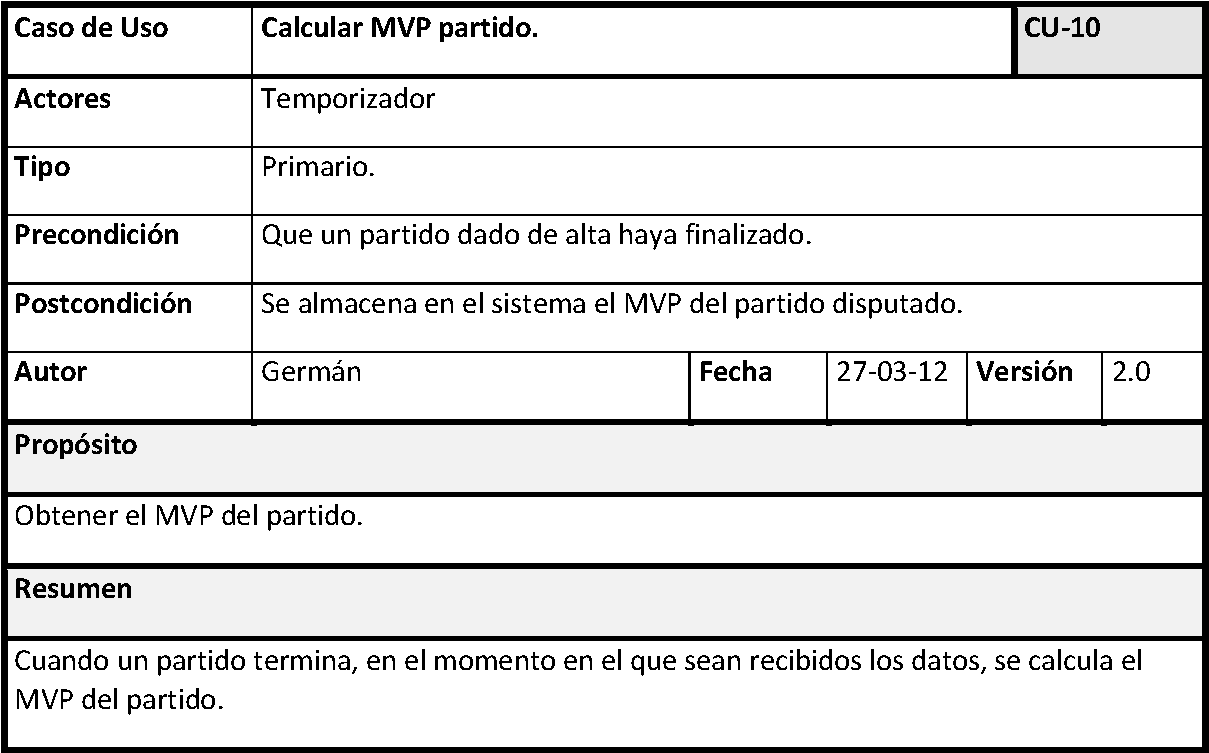 Caso de Uso Calcular MVP partido. CU-10
Actores Temporizador
Tipo Primario.
Precondición Que un partido dado de alta haya finalizado.
Postcondición Se almacena en el sistema el MVP del partido disputado.
Autor Germán Fecha 27-03-12 Versión 2.0
Propósito
Obtener el MVP del partido.
Resumen
Cuando un partido termina, en el momento en el que sean recibidos los datos, se calcula el
MVP del partido.